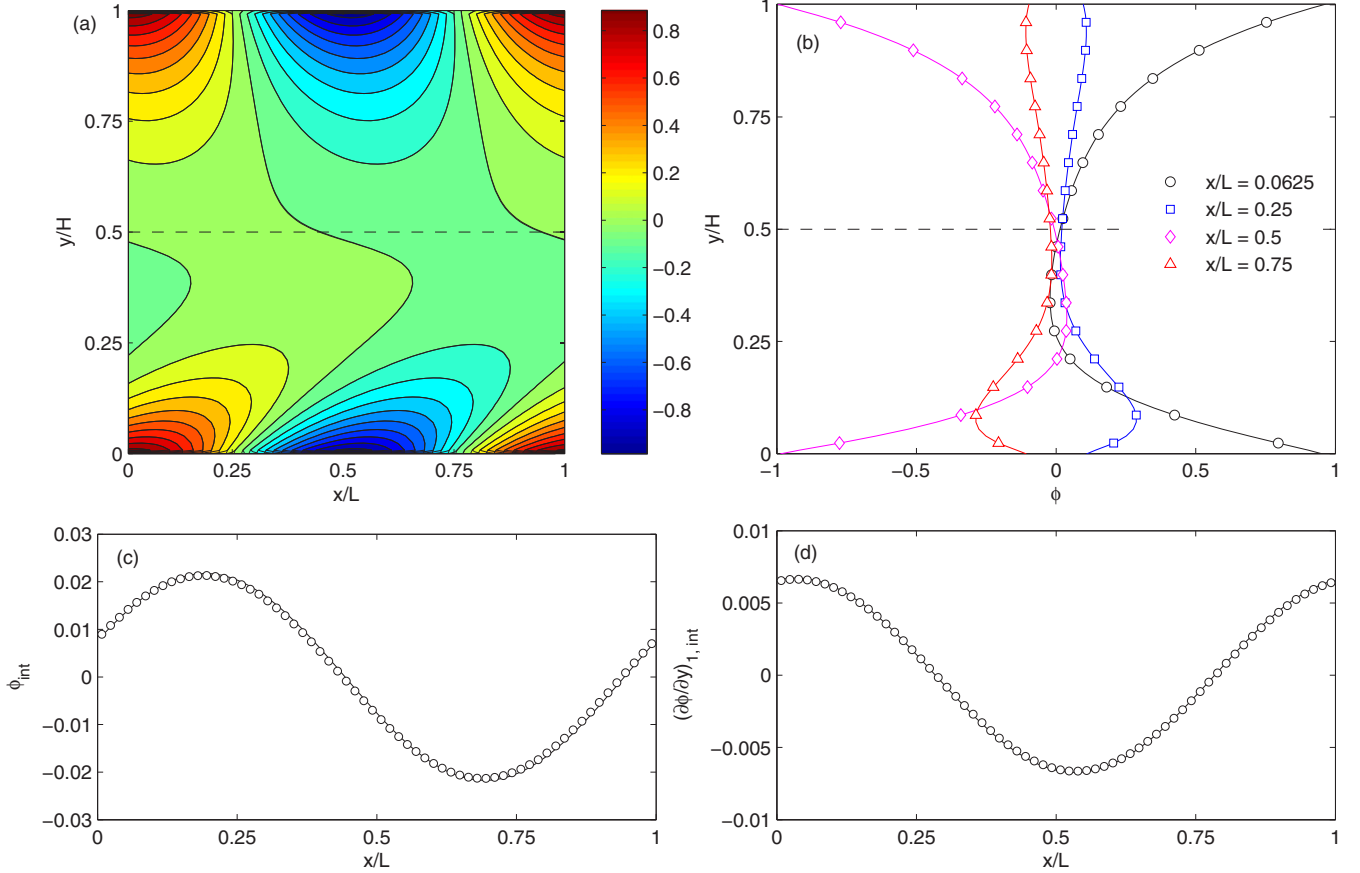 (a)
1
0.75
0.5
0.25
0
y/H
0 0.25 0.5 0.75 1
x/L
0.8
0.6
0.4
0.2
0
−0.2
−0.4
−0.6
−0.8
(b)
1
0.75
0.5
0.25
0
y/H
x/L = 0.0625
x/L = 0.25
x/L = 0.5
x/L = 0.75
−1 −0.5 0 0.5 1
ϕ
(c)
0.03
0.02
0.01
0
−0.01
−0.02
−0.03
ϕint
0 0.25 0.5 0.75 1
x/L
(d)
0.01
0.005
0
−0.005
−0.01
(∂ϕ/∂y)1, int
0 0.25 0.5 0.75 1
x/L